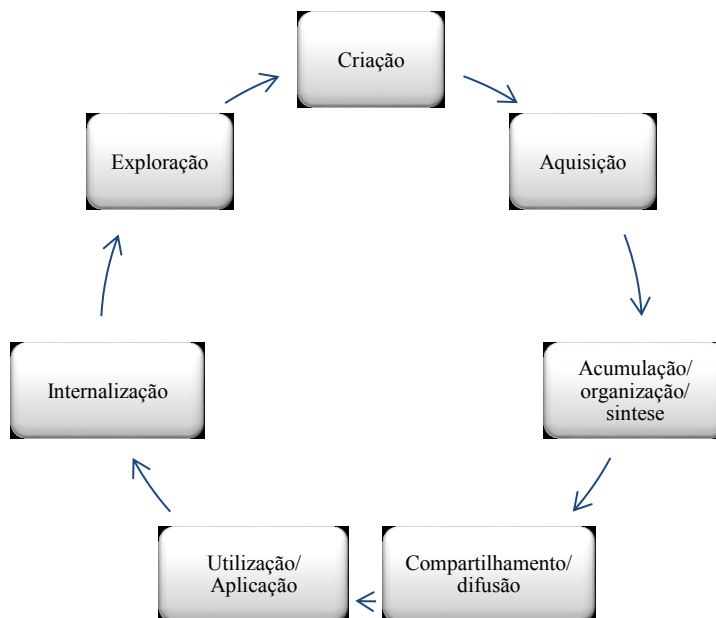 Criação
Aquisição
Acumulação/
organização/
sintese
Compartilhamento/
difusão
Utilização/
Aplicação
Internalização
Exploração